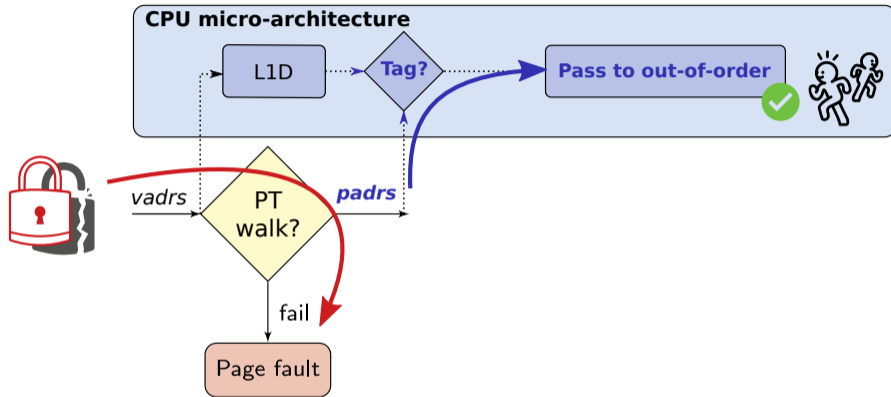 CPU micro-architecture
L1D
Tag?
Pass to out-of-order
vadrs
PT
walk?
padrs
fail
Page fault